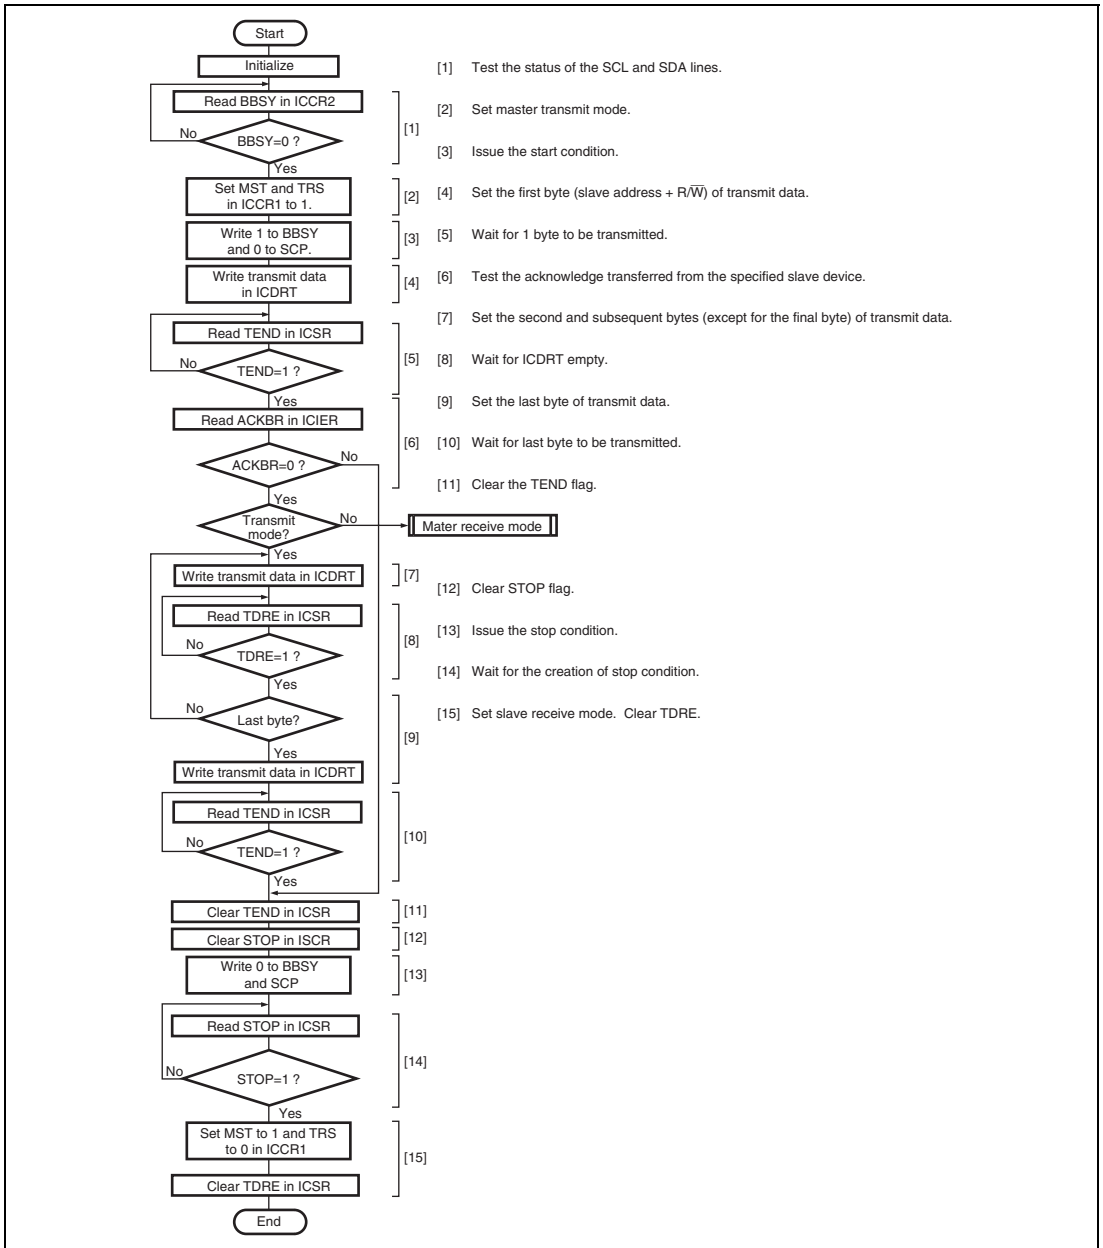 Start
Initialize
Read BBSY in ICCR2
No
BBSY=0 ?
[1]
Yes
Set MST and TRS
in ICCR1 to 1.
[2]
Write 1 to BBSY
and 0 to SCP.
[3]
Write transmit data
in ICDRT
[4]
Read TEND in ICSR
No
TEND=1 ?
[5]
Yes
Read ACKBR in ICIER
[6]
ACKBR=0 ?
No
Yes
Transmit
mode?
No
Mater receive mode
Yes
Write transmit data in ICDRT
[7]
Read TDRE in ICSR
No
TDRE=1 ?
[8]
Yes
No
Last byte?
[9]
Yes
Write transmit data in ICDRT
Read TEND in ICSR
No
TEND=1 ?
[10]
Yes
Clear TEND in ICSR
[11]
Clear STOP in ISCR
[12]
Write 0 to BBSY
and SCP
[13]
Read STOP in ICSR
No
STOP=1 ?
[14]
Yes
Set MST to 1 and TRS
to 0 in ICCR1
[15]
Clear TDRE in ICSR
End
[1] Test the status of the SCL and SDA lines.
[2] Set master transmit mode.
[3] Issue the start condition.
[4] Set the first byte (slave address + R/W̅) of transmit data.
[5] Wait for 1 byte to be transmitted.
[6] Test the acknowledge transferred from the specified slave device.
[7] Set the second and subsequent bytes (except for the final byte) of transmit data.
[8] Wait for ICDRT empty.
[9] Set the last byte of transmit data.
[10] Wait for last byte to be transmitted.
[11] Clear the TEND flag.
[12] Clear STOP flag.
[13] Issue the stop condition.
[14] Wait for the creation of stop condition.
[15] Set slave receive mode. Clear TDRE.